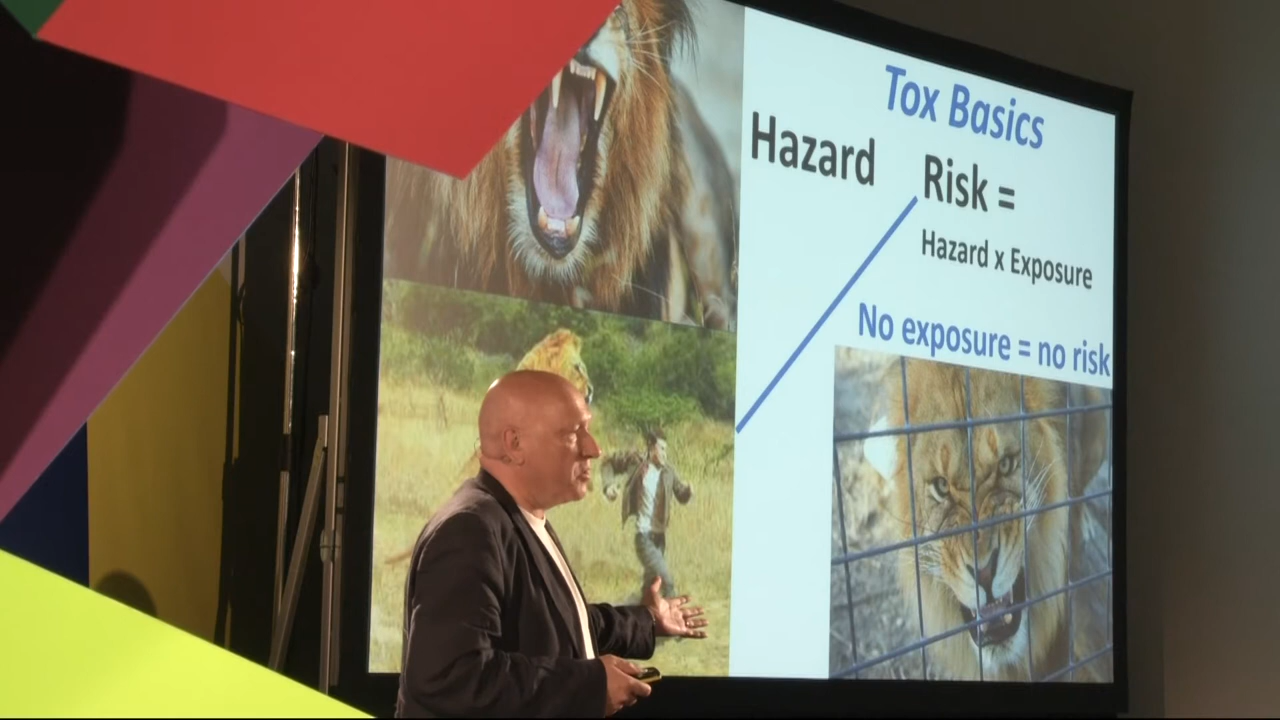 Tox Basics
Hazard
Risk =
Hazard x Exposure
No exposure = no risk